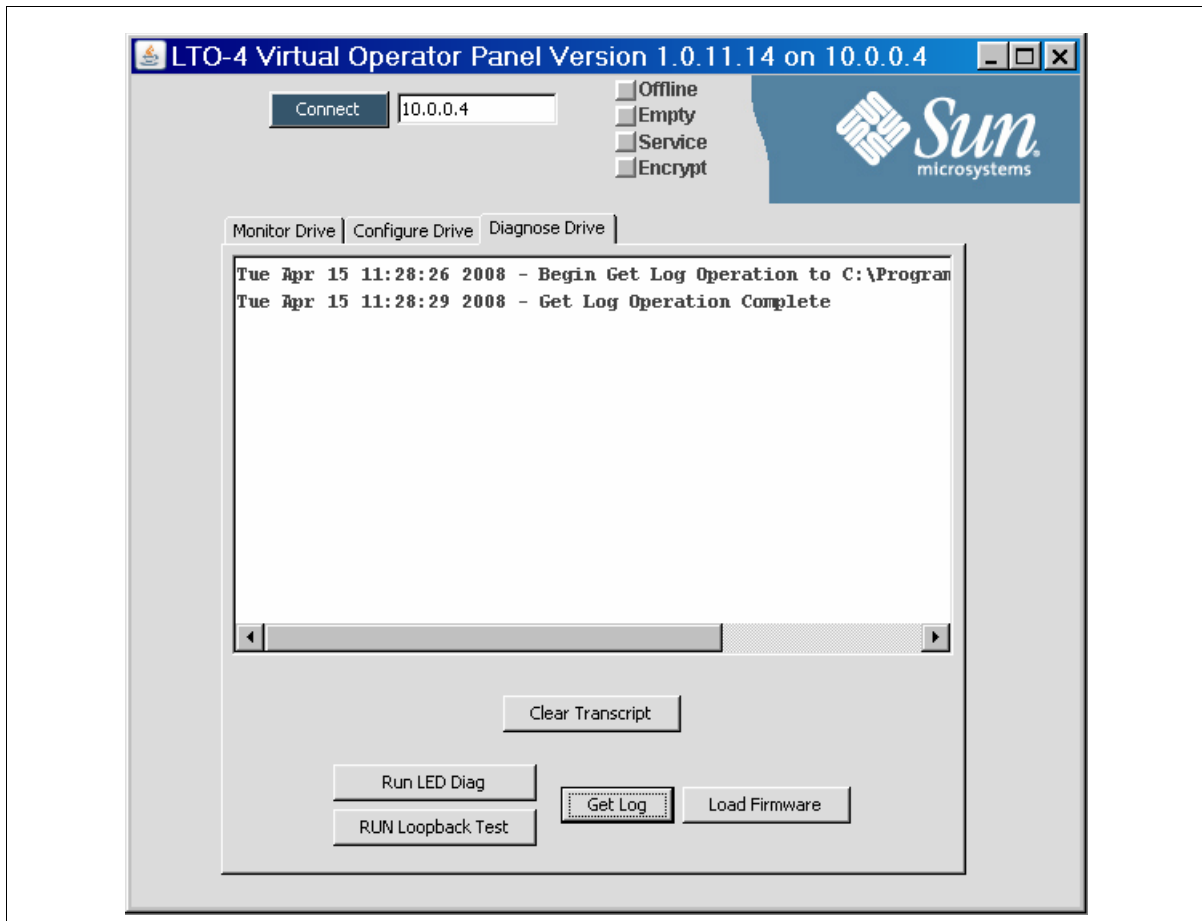 LTO-4 Virtual Operator Panel Version 1.0.11.14 on 10.0.0.4
Connect
10.0.0.4
Offline
Empty
Service
Encrypt
Sun
microsystems
Monitor Drive
Configure Drive
Diagnose Drive
Tue Apr 15 11:28:26 2008 - Begin Get Log Operation to C:\Program
Tue Apr 15 11:28:29 2008 - Get Log Operation Complete
Clear Transcript
Run LED Diag
RUN Loopback Test
Get Log
Load Firmware